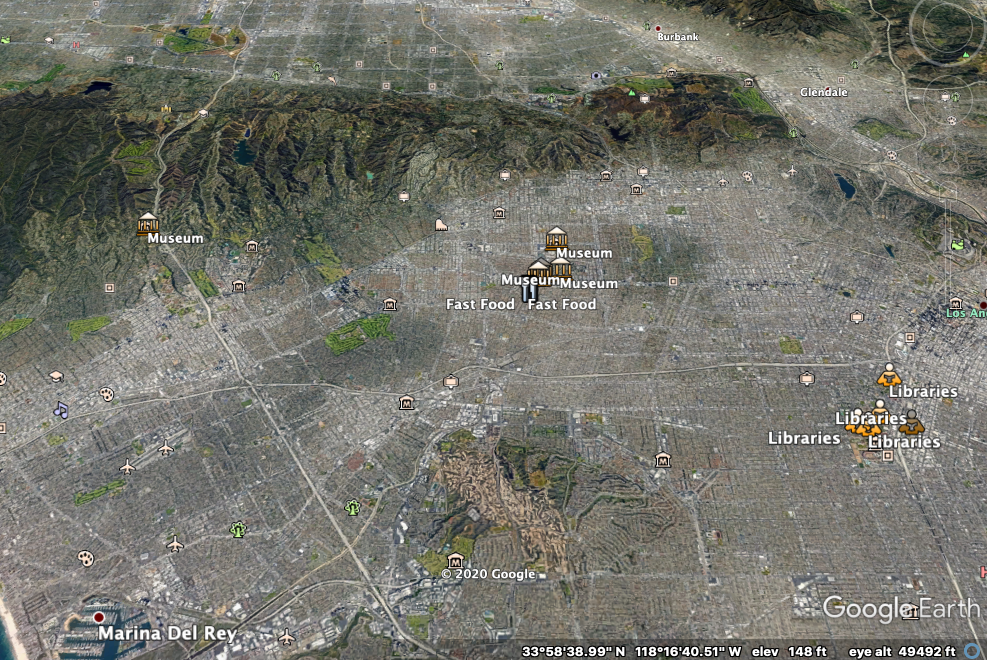 Burbank
Glendale
Museum
Museum
Museum
Museum
Fast Food
Fast Food
Los An
Libraries
Libraries
Libraries
Libraries
© 2020 Google
Google Earth
Marina Del Rey
33°58'38.99" N 118°16'40.51" W elev 148 ft eye alt 49492 ft